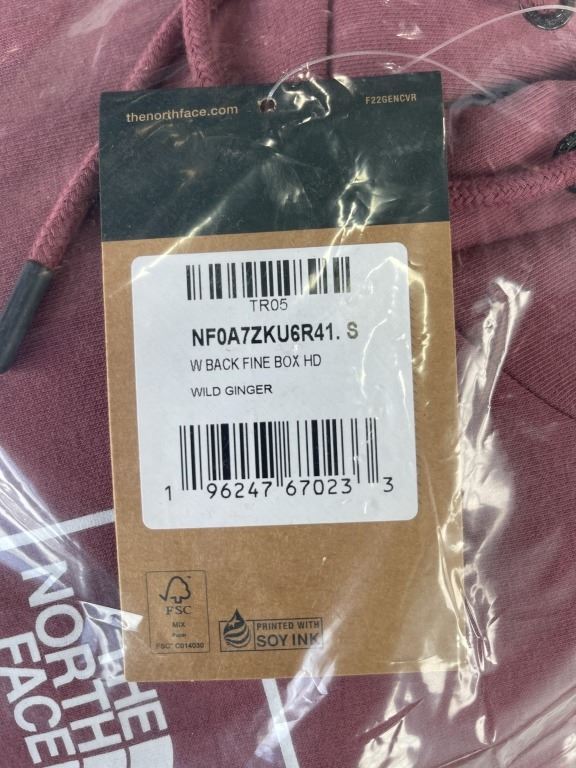 thenorthface.com
F22GENCVR
TR05
NF0A7ZKU6R41. S
W BACK FINE BOX HD
WILD GINGER
1 96247 67023 3
FSC
MIX
Paper
FSC® C014030
PRINTED WITH
SOY INK
THE
NORTH
FACE